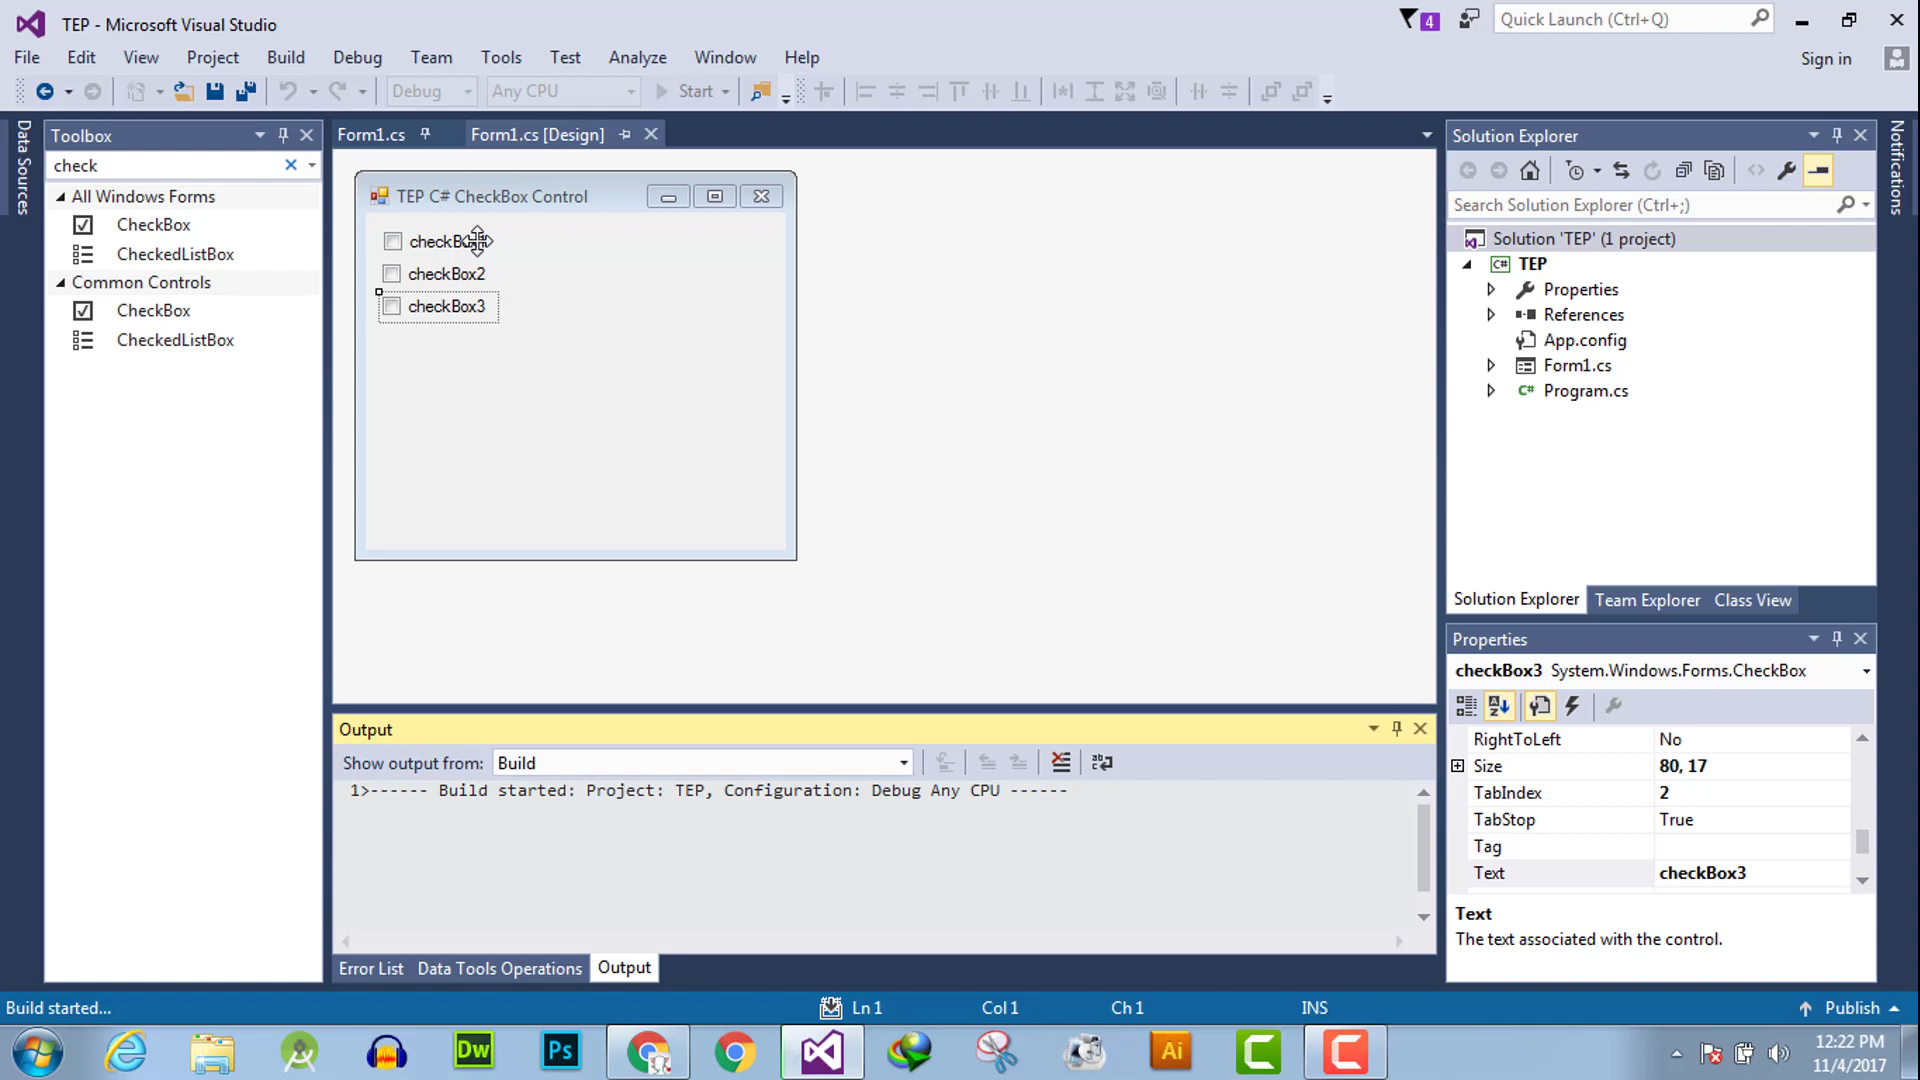 TEP - Microsoft Visual Studio
4
Quick Launch (Ctrl+Q)
File Edit View Project Build Debug Team Tools Test Analyze Window Help
Sign in
Debug Any CPU Start
Data Sources
Toolbox
check
All Windows Forms
CheckBox
CheckedListBox
Common Controls
CheckBox
CheckedListBox
Form1.cs
Form1.cs [Design]
TEP C# CheckBox Control
checkBox2
checkBox3
Output
Show output from: Build
1>------ Build started: Project: TEP, Configuration: Debug Any CPU ------
Error List Data Tools Operations Output
Solution Explorer
Search Solution Explorer (Ctrl+;)
Solution 'TEP' (1 project)
C# TEP
Properties
References
App.config
Form1.cs
C# Program.cs
Solution Explorer Team Explorer Class View
Properties
checkBox3 System.Windows.Forms.CheckBox
RightToLeft No
Size 80, 17
TabIndex 2
TabStop True
Tag
Text checkBox3
Text
The text associated with the control.
Notifications
Build started... Ln 1 Col 1 Ch 1 INS Publish
Dw Ps Ai
12:22 PM
11/4/2017